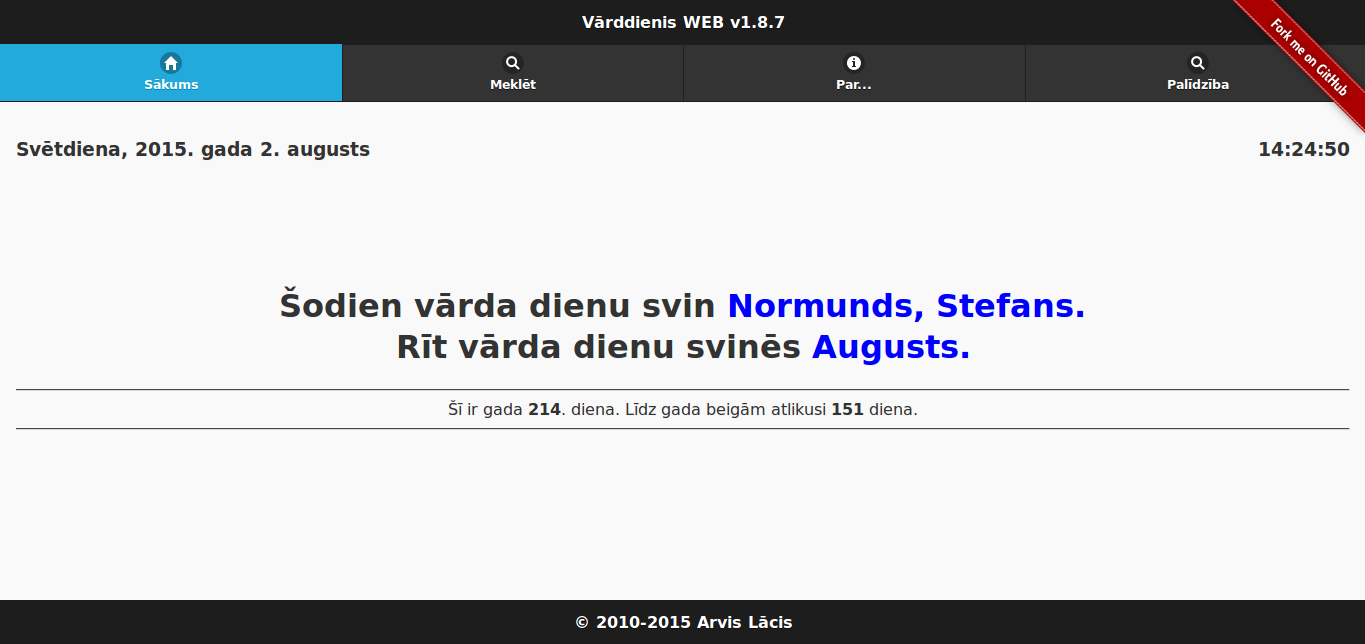 Vārddienis WEB v1.8.7
Fork me on GitHub
Sākums
Meklēt
Par...
Palīdzība
Svētdiena, 2015. gada 2. augusts
14:24:50
Šodien vārda dienu svin Normunds, Stefans.
Rīt vārda dienu svinēs Augusts.
Šī ir gada 214. diena. Līdz gada beigām atlikusi 151 diena.
© 2010-2015 Arvis Lācis